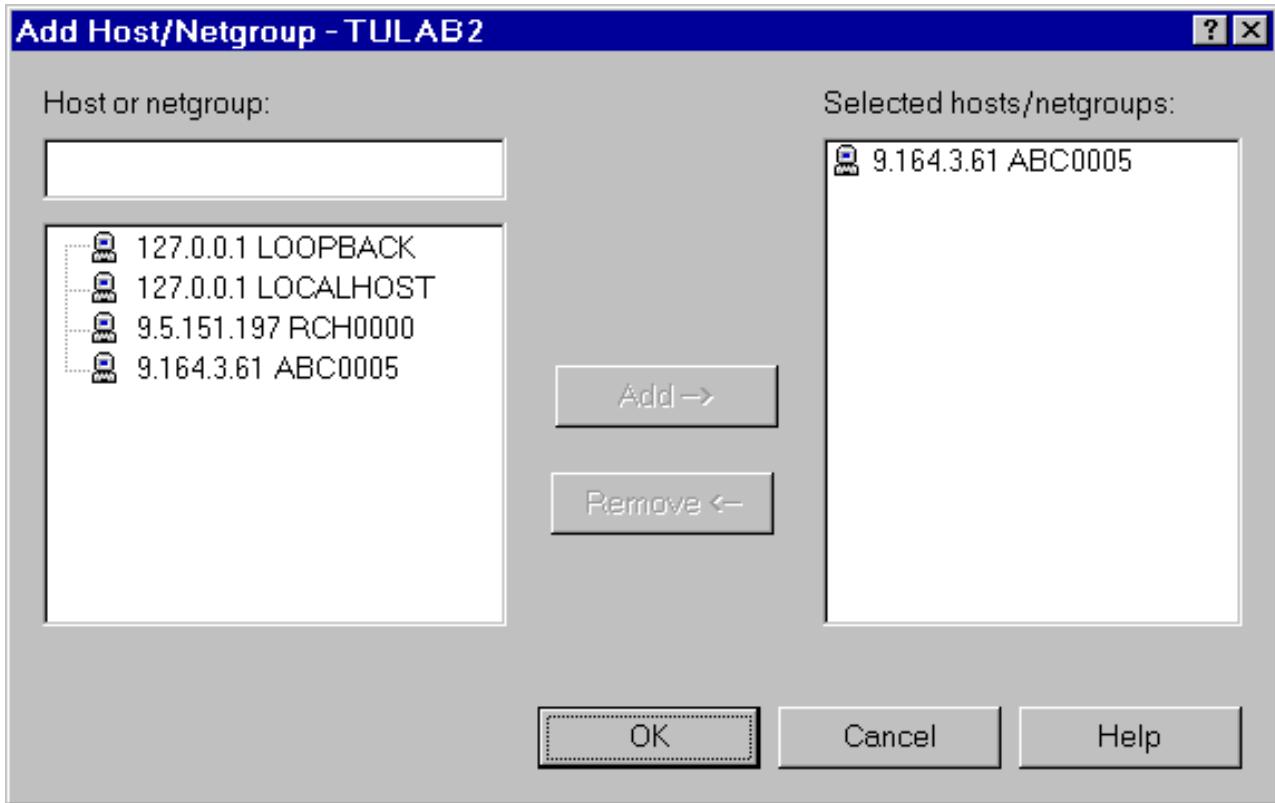 Add Host/Netgroup - TULAB2
Host or netgroup:
127.0.0.1 LOOPBACK
127.0.0.1 LOCALHOST
9.5.151.197 RCH0000
9.164.3.61 ABC0005
Add -->
Remove <--
Selected hosts/netgroups:
9.164.3.61 ABC0005
OK
Cancel
Help